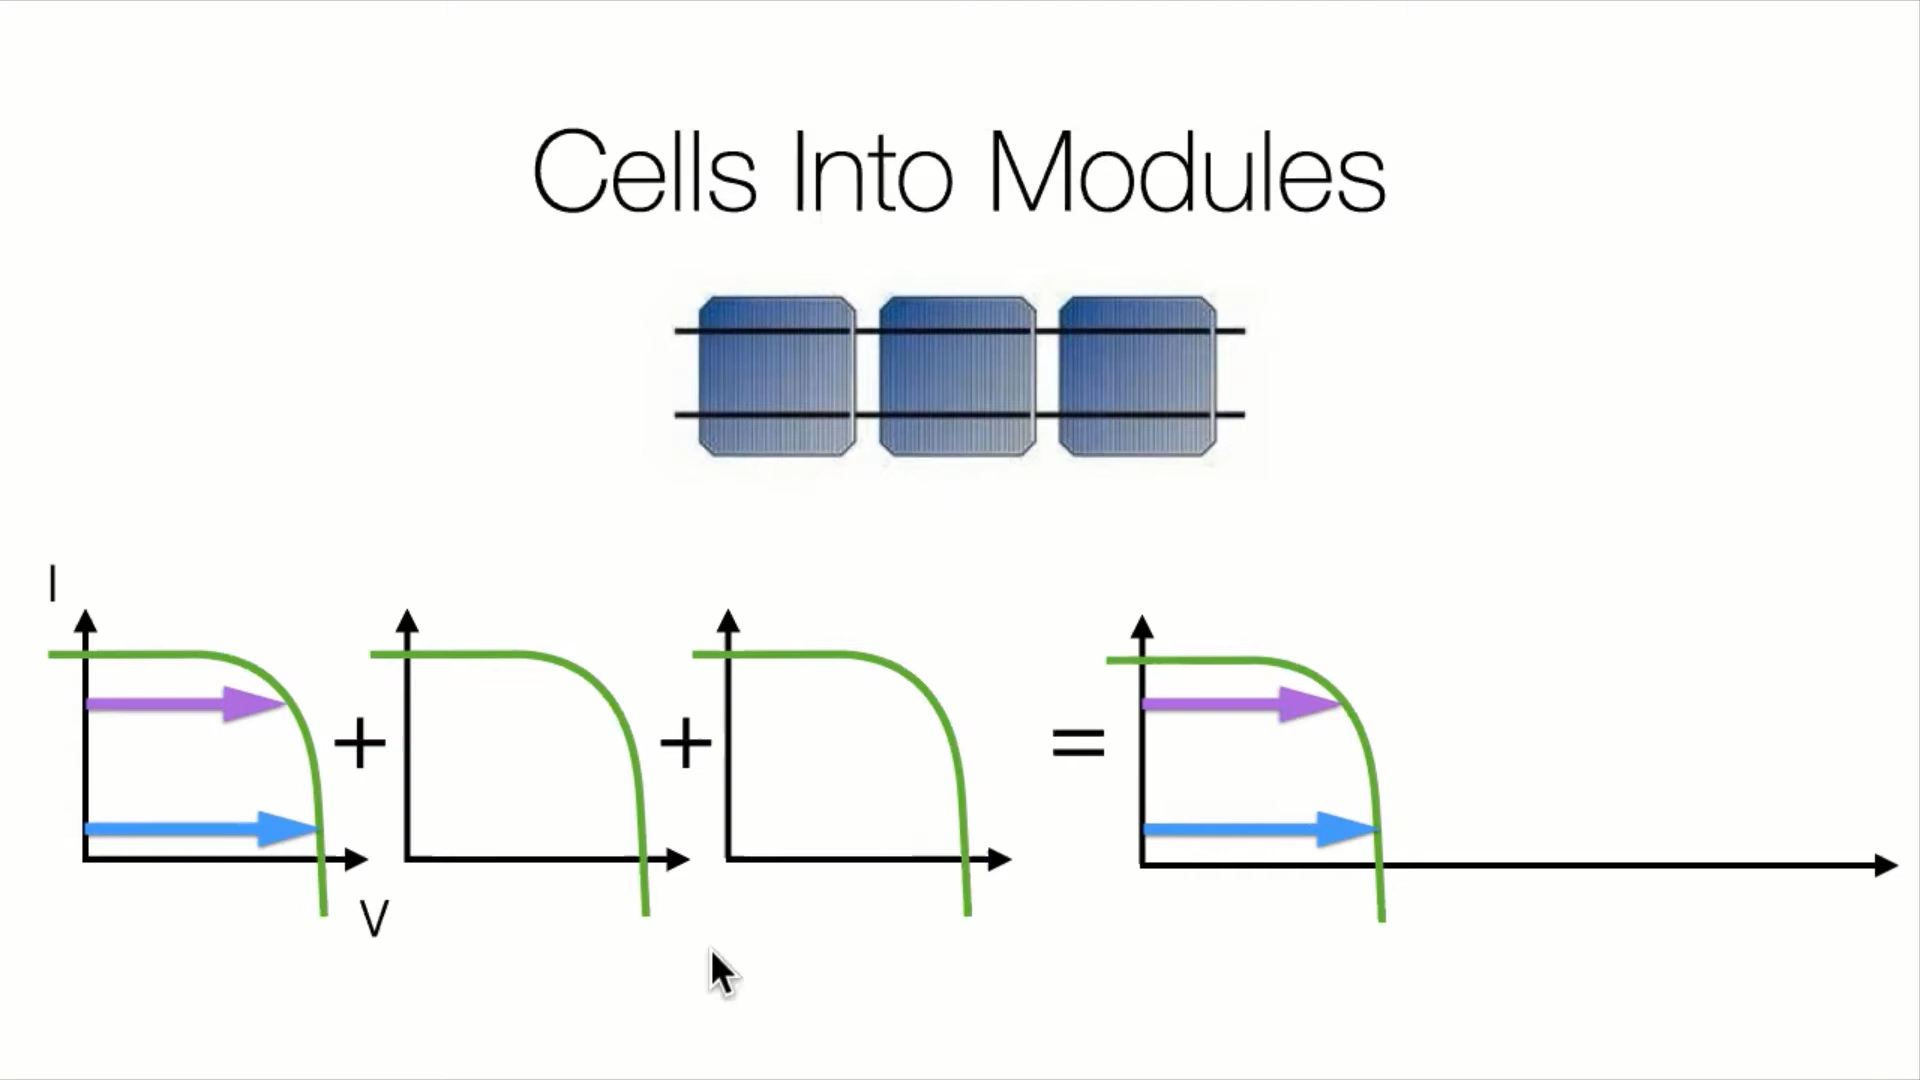 Cells Into Modules
I
+ + =
V